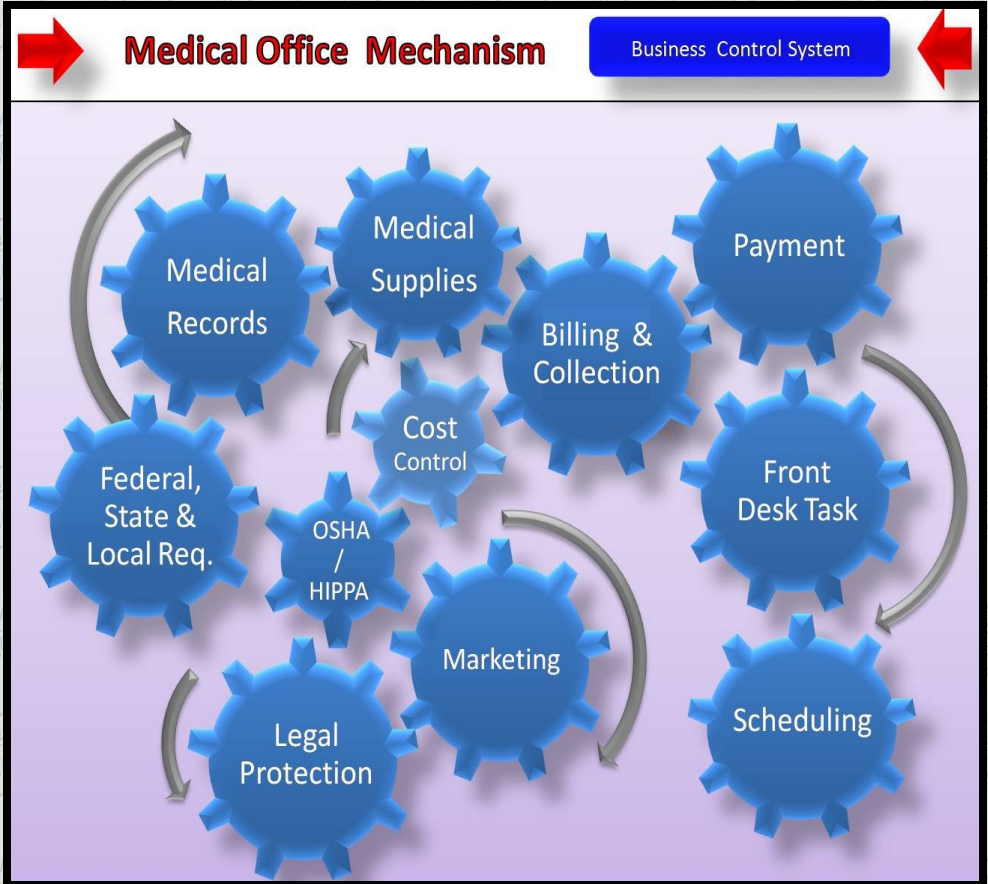 Medical Office Mechanism
Business Control System
Medical
Records
Medical
Supplies
Billing &
Collection
Payment
Cost
Control
Federal,
State &
Local Req.
OSHA
/
HIPPA
Front
Desk Task
Marketing
Legal
Protection
Scheduling